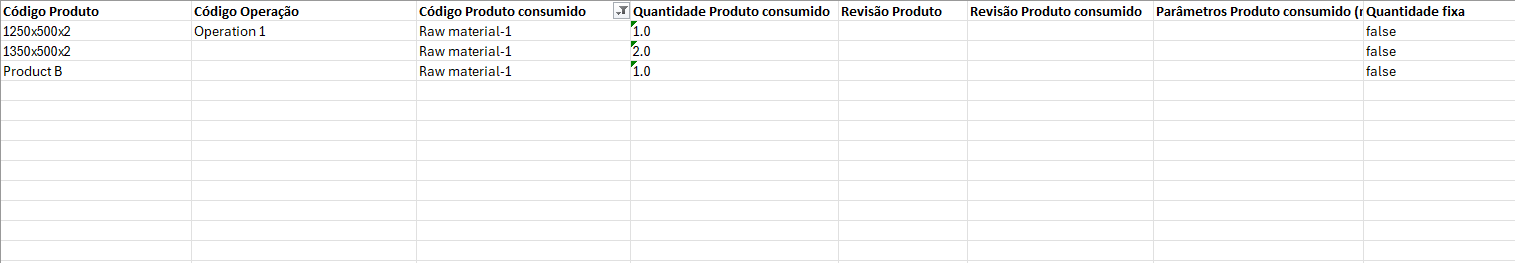 Código Produto Código Operação Código Produto consumido Quantidade Produto consumido Revisão Produto Revisão Produto consumido Parâmetros Produto consumido (r Quantidade fixa
1250x500x2 Operation 1 Raw material-1 1.0 false
1350x500x2 Raw material-1 2.0 false
Product B Raw material-1 1.0 false